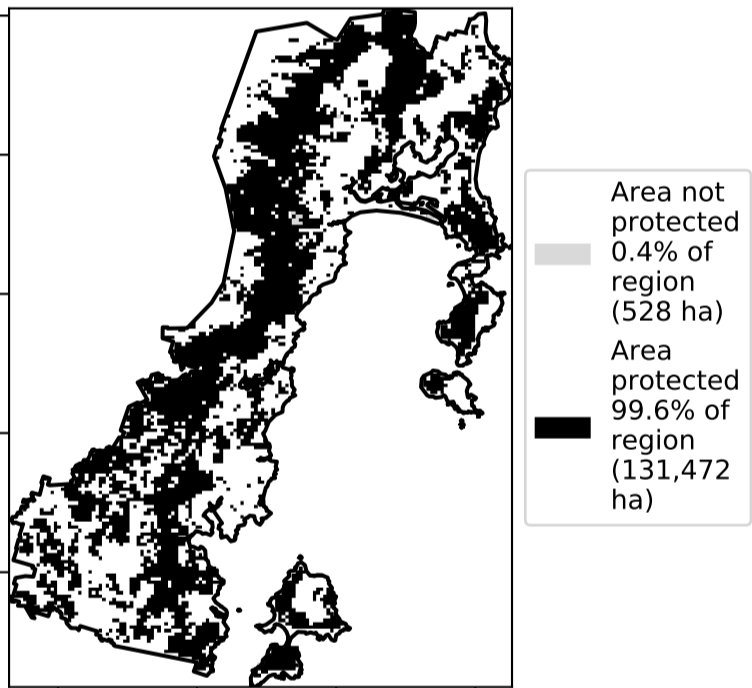 Area not
protected
0.4% of
region
(528 ha)
Area
protected
99.6% of
region
(131,472
ha)